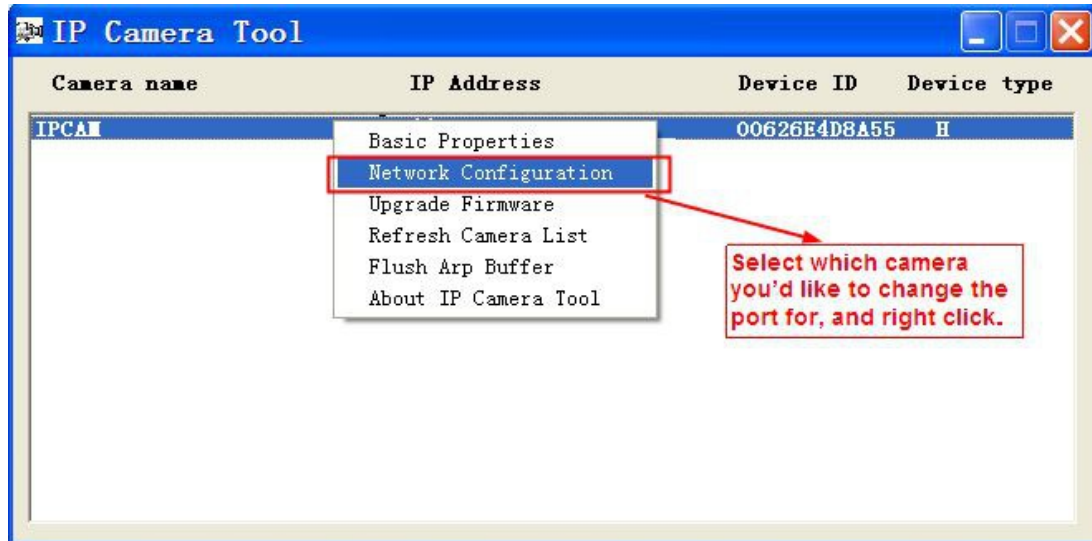 IP Camera Tool
Camera name IP Address Device ID Device type
IPCAM 00626E4D8A55 H
Basic Properties
Network Configuration
Upgrade Firmware
Refresh Camera List
Flush Arp Buffer
About IP Camera Tool
Select which camera
you'd like to change the
port for, and right click.